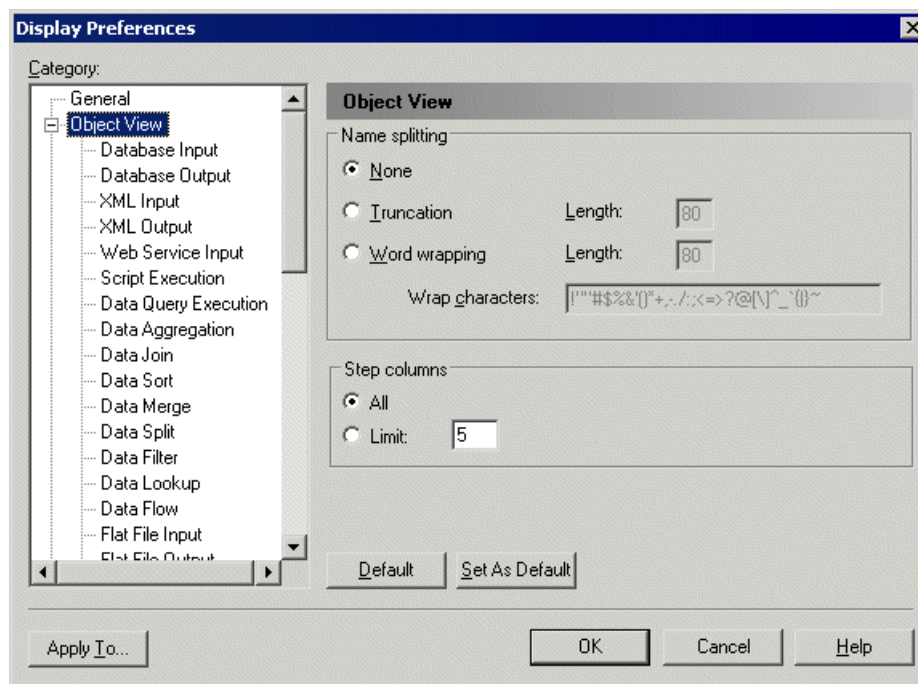 Display Preferences
Category:
General
Object View
Database Input
Database Output
XML Input
XML Output
Web Service Input
Script Execution
Data Query Execution
Data Aggregation
Data Join
Data Sort
Data Merge
Data Split
Data Filter
Data Lookup
Data Flow
Flat File Input
Flat File Output
Object View
Name splitting
None
Truncation Length: 80
Word wrapping Length: 80
Wrap characters: !"'"#$%&'()*+,-./:;<=>?@[\]^_`{|}~
Step columns
All
Limit: 5
Default Set As Default
Apply To... OK Cancel Help